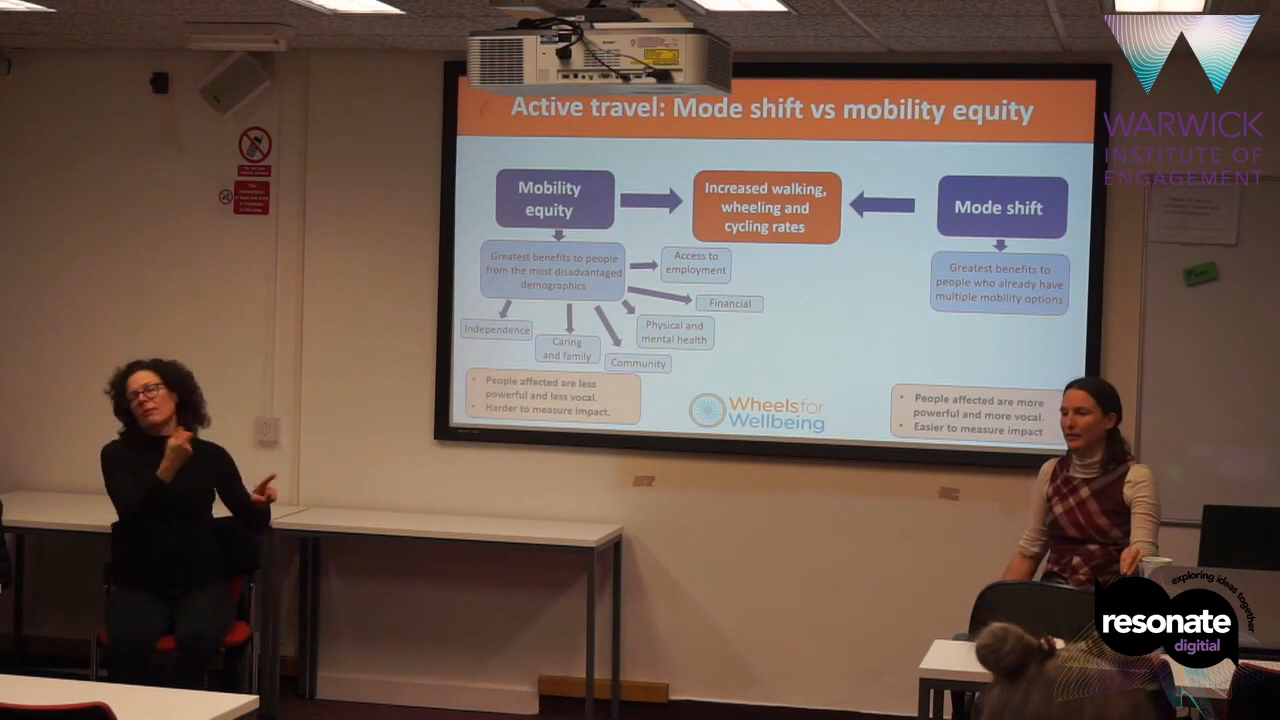 Active travel: Mode shift vs mobility equity
Mobility
equity
Increased walking,
wheeling and
cycling rates
Mode shift
Greatest benefits to people
from the most disadvantaged
demographics
Access to
employment
Financial
Physical and
mental health
Community
Caring
and family
Independence
Greatest benefits to
people who already have
multiple mobility options
• People affected are less
powerful and less vocal.
• Harder to measure impact.
Wheels for
Wellbeing
• People affected are more
powerful and more vocal.
• Easier to measure impact
WARWICK
INSTITUTE OF
ENGAGEMENT
exploring ideas together
resonate
digitial